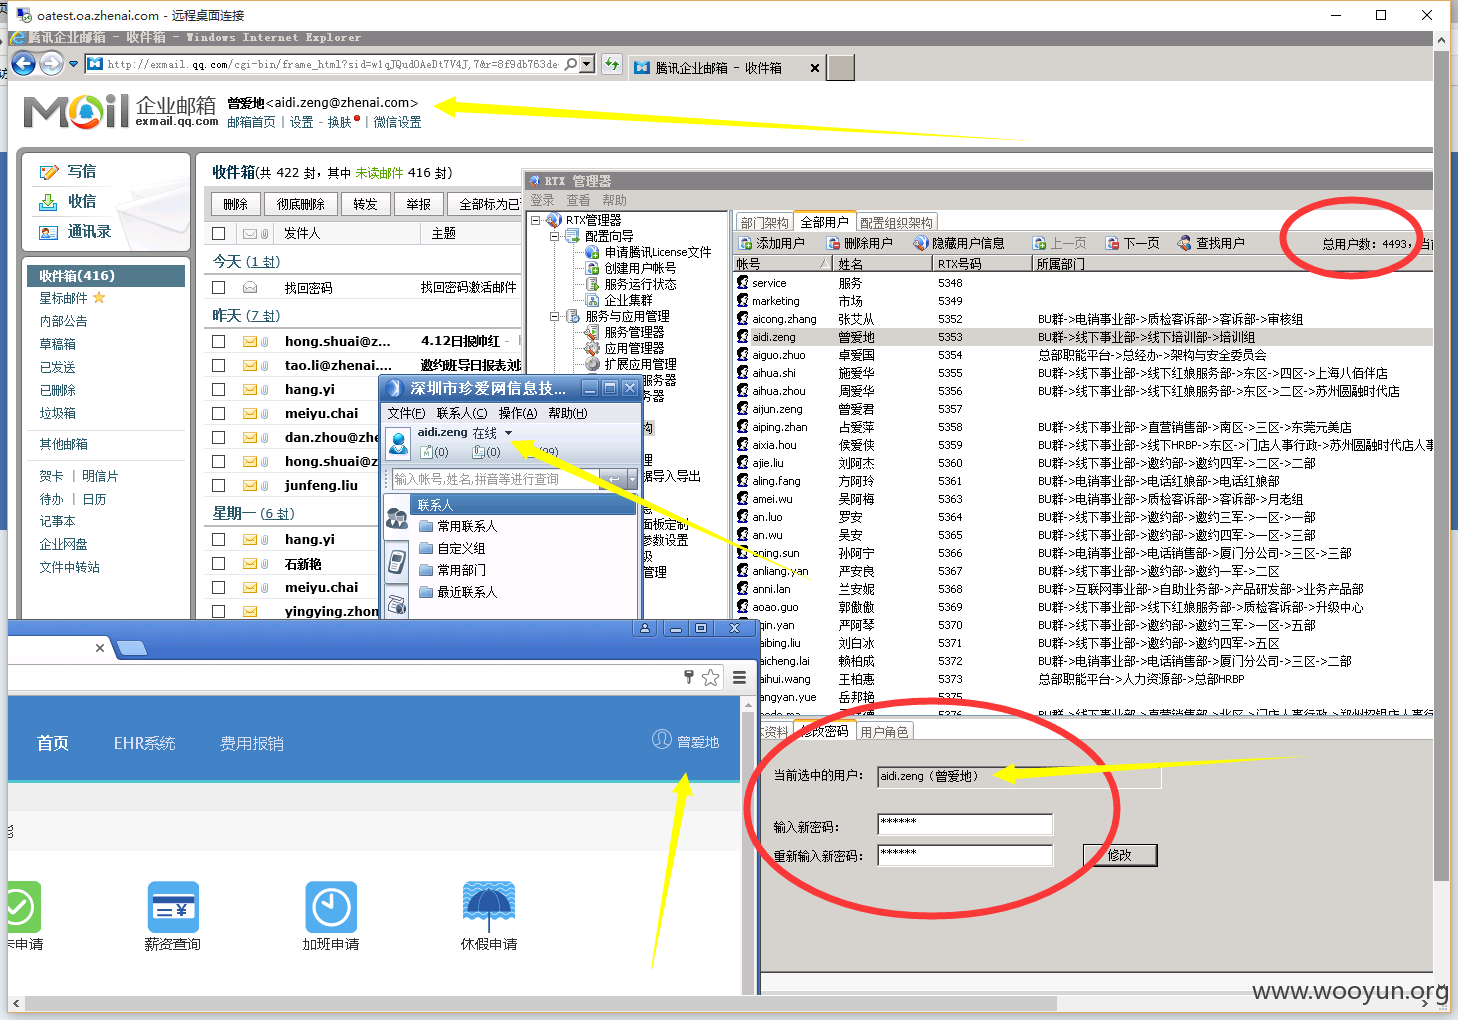 oatest.oa.zhenai.com - 远程桌面连接
腾讯企业邮箱 - 收件箱 - Windows Internet Explorer
http://exmail.qq.com/cgi-bin/frame_html?sid=w1qJQudOAeDt7V4J,7&r=8f9db763de
腾讯企业邮箱 - 收件箱
Mail 企业邮箱
exmail.qq.com
曾爱地<aidi.zeng@zhenai.com>
邮箱首页 | 设置 - 换肤 | 微信设置
写信
收信
通讯录
收件箱(416)
星标邮件
内部公告
草稿箱
已发送
已删除
垃圾箱
其他邮箱
贺卡 | 明信片
待办 | 日历
记事本
企业网盘
文件中转站
收件箱(共 422 封，其中 未读邮件 416 封)
删除 彻底删除 转发 举报 全部标为已
发件人 主题
今天 (1 封)
找回密码 找回密码激活邮件
昨天 (7 封)
hong.shuai@z... 4.12日报帅红 -
tao.li@zhenai....
hang.yi
meiyu.chai
dan.zhou@zhe
hong.shuai@z
junfeng.liu
星期一 (6 封)
hang.yi
石新艳
meiyu.chai
yingying.zhon
深圳市珍爱网信息技...
文件(F) 联系人(C) 操作(A) 帮助(H)
aidi.zeng 在线
(0) (0)
输入帐号,姓名,拼音等进行查询
联系人
常用联系人
自定义组
常用部门
最近联系人
RTX 管理器
登录 查看 帮助
RTX管理器
配置向导
申请腾讯License文件
创建用户帐号
服务运行状态
企业集群
服务与应用管理
服务管理器
应用管理器
扩展应用管理
服务器
务器
构
理
据导入导出
息
面板定制
参数设置
级
管理
部门架构 全部用户 配置组织架构
添加用户 删除用户 隐藏用户信息 上一页 下一页 查找用户 总用户数: 4493, 当
帐号 姓名 RTX号码 所属部门
service 服务 5348
marketing 市场 5349
aicong.zhang 张艾从 5352 BU群->电销事业部->质检客诉部->客诉部->审核组
aidi.zeng 曾爱地 5353 BU群->线下事业部->线下培训部->培训组
aiguo.zhuo 卓爱国 5354 总部职能平台->总经办->架构与安全委员会
aihua.shi 施爱华 5355 BU群->线下事业部->线下红娘服务部->东区->四区->上海八佰伴店
aihua.zhou 周爱华 5356 BU群->线下事业部->线下红娘服务部->东区->二区->苏州圆融时代店
aijun.zeng 曾爱君 5357
aiping.zhan 占爱萍 5358 BU群->线下事业部->直营销售部->南区->三区->东莞元美店
aixia.hou 侯爱侠 5359 BU群->线下事业部->线下HRBP->东区->门店人事行政->苏州圆融时代店人事
ajie.liu 刘阿杰 5360 BU群->线下事业部->邀约部->邀约四军->二区->二部
aling.fang 方阿玲 5361 BU群->电销事业部->电话红娘部->电话红娘部
amei.wu 吴阿梅 5363 BU群->电销事业部->质检客诉部->客诉部->月老组
an.luo 罗安 5364 BU群->线下事业部->邀约部->邀约三军->一区->一部
an.wu 吴安 5365 BU群->线下事业部->邀约部->邀约四军->一区->三部
aning.sun 孙阿宁 5366 BU群->电销事业部->电话销售部->厦门分公司->三区->三部
anliang.yan 严安良 5367 BU群->线下事业部->邀约部->邀约一军->二区
anni.lan 兰安妮 5368 BU群->互联网事业部->自助业务部->产品研发部->业务产品部
aoao.guo 郭傲傲 5369 BU群->线下事业部->线下红娘服务部->质检客诉部->升级中心
qin.yan 严阿琴 5370 BU群->线下事业部->邀约部->邀约三军->一区->五部
aibing.liu 刘白冰 5371 BU群->线下事业部->邀约部->邀约四军->五区
aicheng.lai 赖柏成 5372 BU群->电销事业部->电话销售部->厦门分公司->三区->二部
aihui.wang 王柏惠 5373 总部职能平台->人力资源部->总部HRBP
angyan.yue 岳邦艳 5375
5376 BU群->线下事业部->直营销售部->北区->门店人事行政->郑州招银店人事行
资料 修改密码 用户角色
当前选中的用户: aidi.zeng（曾爱地）
输入新密码: ******
重新输入新密码: ******
修改
首页 EHR系统 费用报销 曾爱地
卡申请 薪资查询 加班申请 休假申请
www.wooyun.org